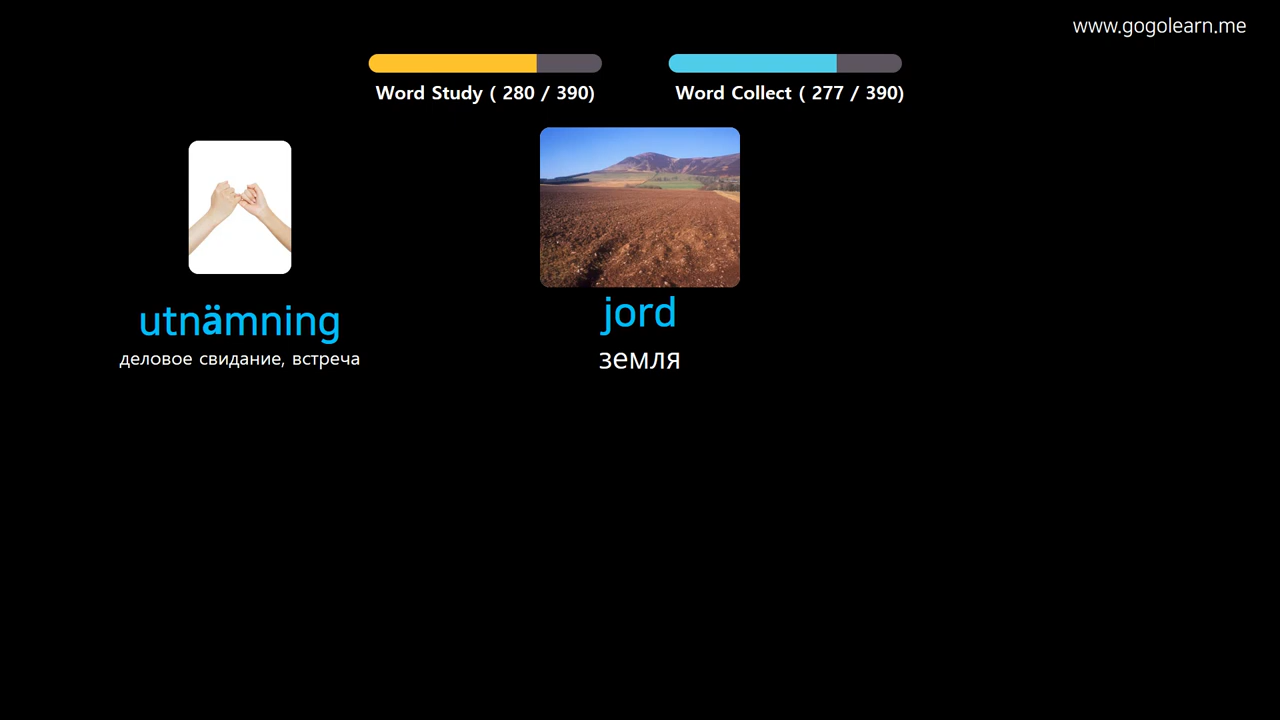 www.gogolearn.me
Word Study ( 280 / 390)
Word Collect ( 277 / 390)
utnämning
деловое свидание, встреча
jord
земля